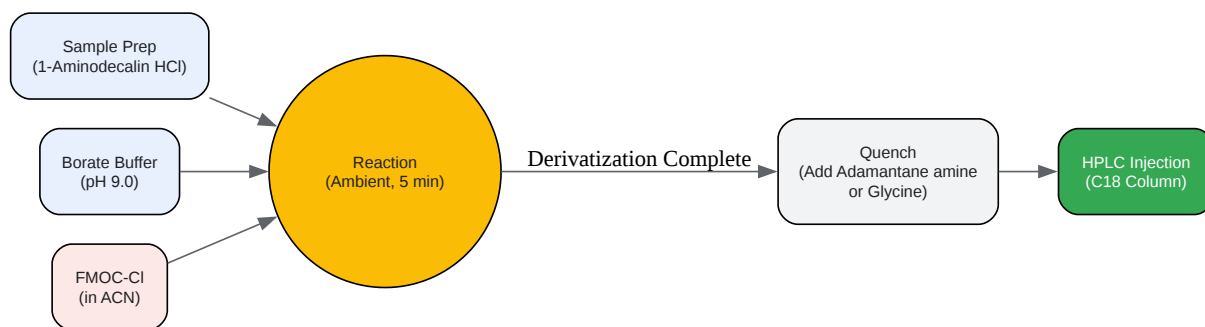 Sample Prep
(1-Aminodecalin HCl)
Borate Buffer
(pH 9.0)
FMOC-Cl
(in ACN)
Reaction
(Ambient, 5 min)
Derivatization Complete
Quench
(Add Adamantane amine
or Glycine)
HPLC Injection
(C18 Column)